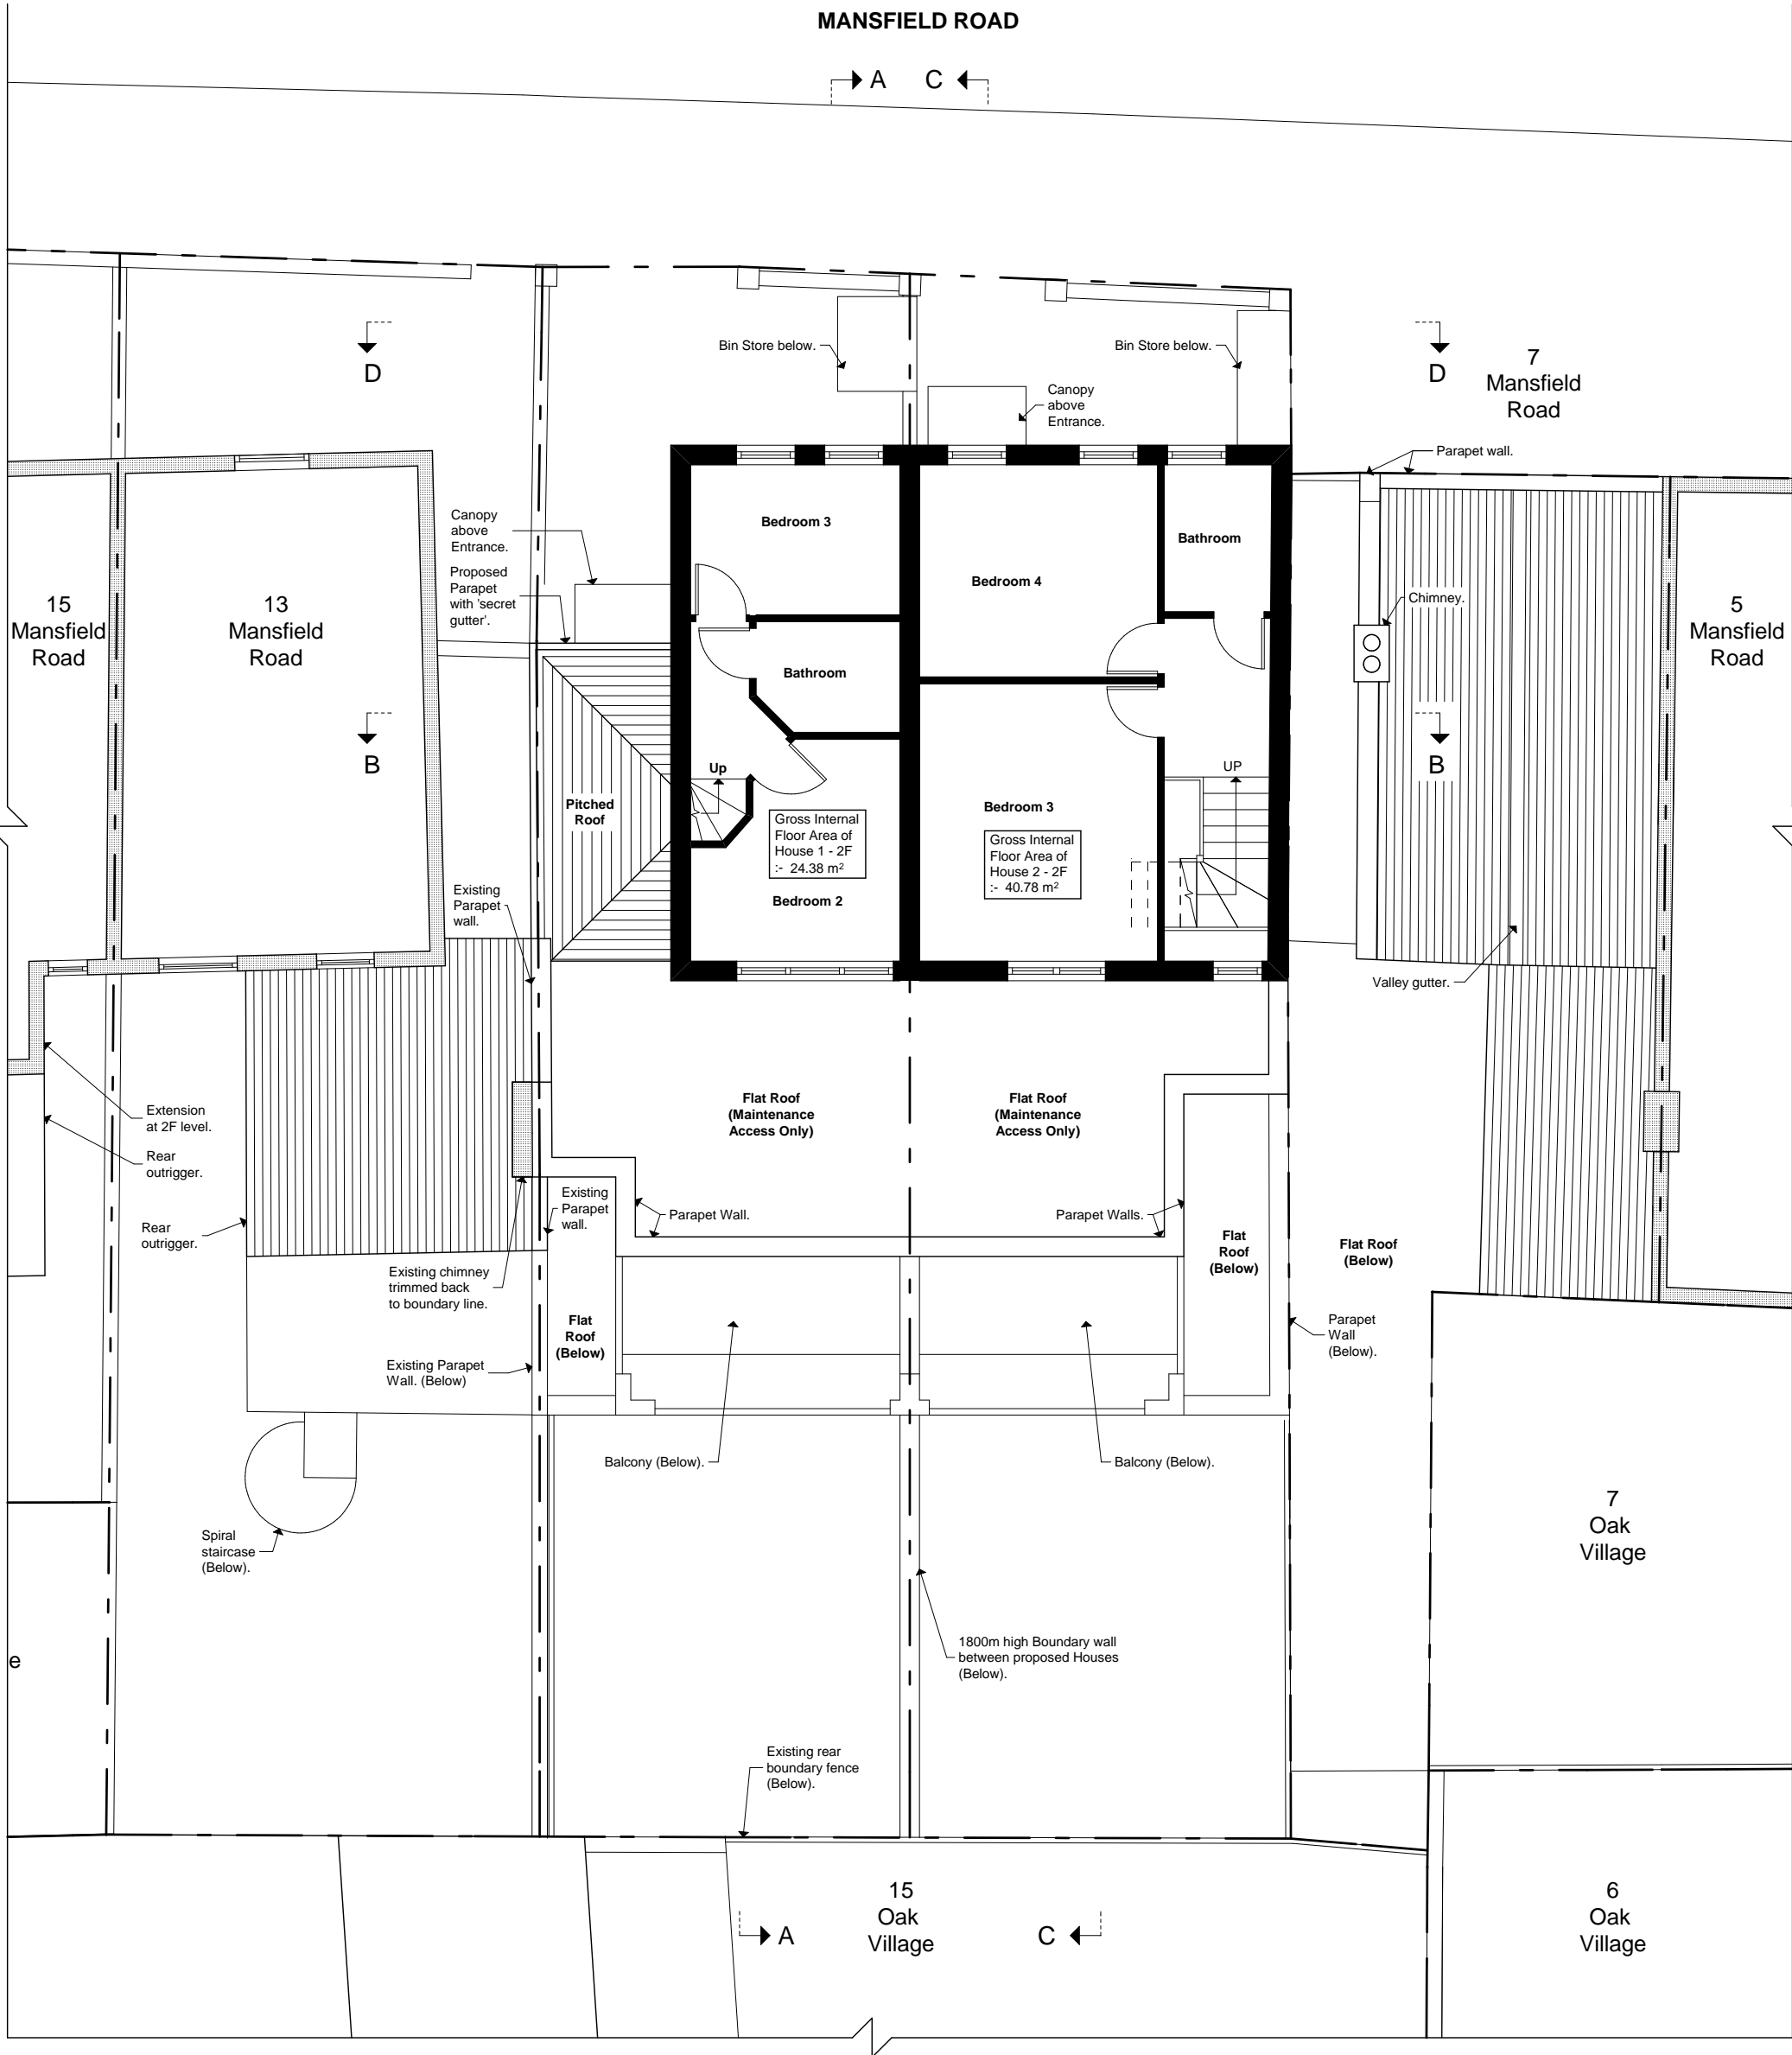 MANSFIELD ROAD
A
C
D
Bin Store below.
Bin Store below.
D
7
Mansfield
Road
Canopy
above
Entrance.
Parapet wall.
Canopy
above
Entrance.
Proposed
Parapet
with 'secret
gutter'.
Bedroom 3
Bedroom 4
Bathroom
15
Mansfield
Road
13
Mansfield
Road
Chimney.
5
Mansfield
Road
Bathroom
B
Up
UP
B
Pitched
Roof
Gross Internal
Floor Area of
House 1 - 2F
:- 24.38 m²
Bedroom 3
Gross Internal
Floor Area of
House 2 - 2F
:- 40.78 m²
Existing
Parapet
wall.
Bedroom 2
Valley gutter.
Extension
at 2F level.
Rear
outrigger.
Rear
outrigger.
Flat Roof
(Maintenance
Access Only)
Flat Roof
(Maintenance
Access Only)
Existing
Parapet
wall.
Parapet Wall.
Parapet Walls.
Flat
Roof
(Below)
Flat Roof
(Below)
Existing chimney
trimmed back
to boundary line.
Flat
Roof
(Below)
Parapet
Wall
(Below).
Existing Parapet
Wall. (Below)
Balcony (Below).
Balcony (Below).
Spiral
staircase
(Below).
7
Oak
Village
1800m high Boundary wall
between proposed Houses
(Below).
e
Existing rear
boundary fence
(Below).
15
Oak
Village
A
C
6
Oak
Village